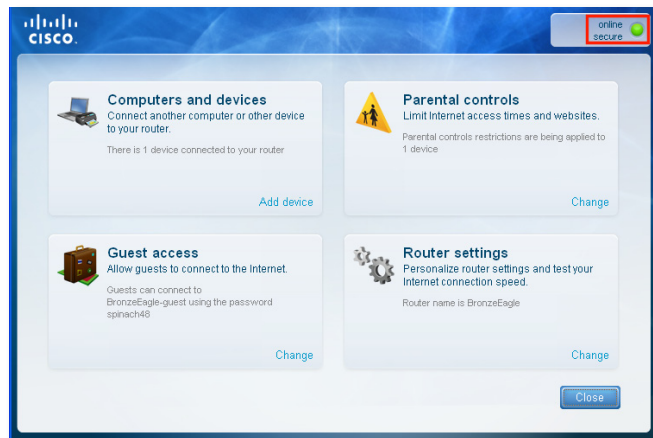 CISCO.
online
secure
Computers and devices
Connect another computer or other device
to your router.
There is 1 device connected to your router
Add device
Parental controls
Limit Internet access times and websites.
Parental controls restrictions are being applied to
1 device
Change
Guest access
Allow guests to connect to the Internet.
Guests can connect to
BronzeEagle-guest using the password
spinach48
Change
Router settings
Personalize router settings and test your
Internet connection speed.
Router name is BronzeEagle
Change
Close